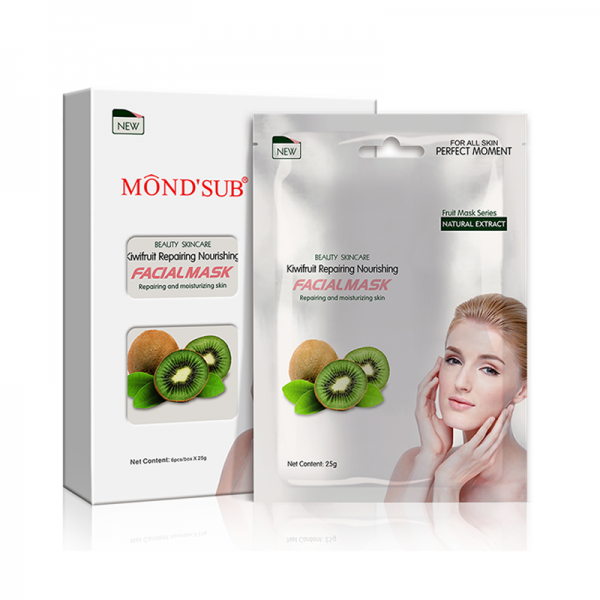 NEW
MÔND'SUB®
BEAUTY SKINCARE
Kiwifruit Repairing Nourishing
FACIALMASK
Repairing and moisturizing skin
Net Content: 6pcs/box X 25g
NEW
FOR ALL SKIN
PERFECT MOMENT
Fruit Mask Series
NATURAL EXTRACT
BEAUTY SKINCARE
Kiwifruit Repairing Nourishing
FACIALMASK
Repairing and moisturizing skin
Net Content: 25g